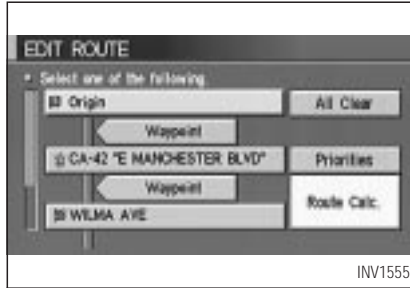 EDIT ROUTE
Select one of the following
Origin
All Clear
Waypoint
CA-42 "E MANCHESTER BLVD"
Priorities
Waypoint
Route Calc.
WILMA AVE
INV1555